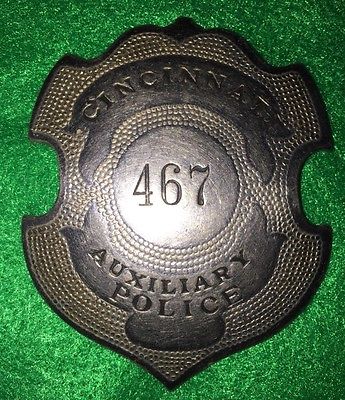 CINCINNATI
467
AUXILIARY
POLICE